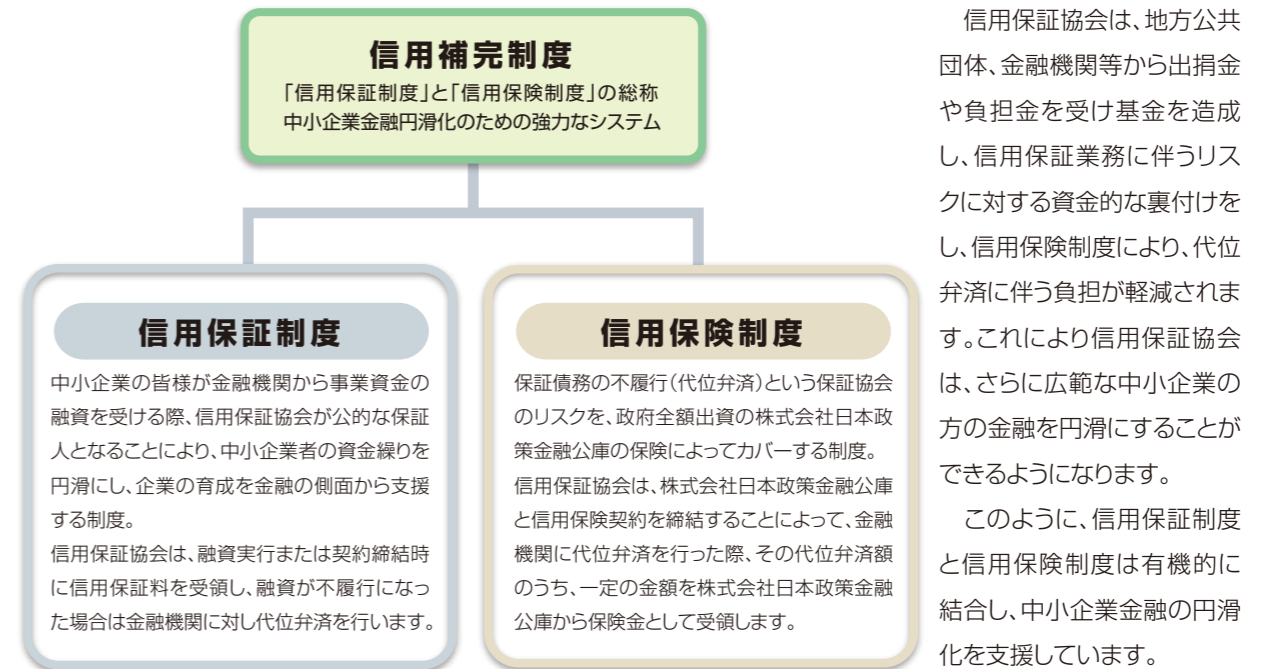 信用補完制度
「信用保証制度」と「信用保険制度」の総称
中小企業金融円滑化のための強力なシステム
信用保証制度
中小企業の皆様が金融機関から事業資金の
融資を受ける際、信用保証協会が公的な保証
人となることにより、中小企業者の資金繰りを
円滑にし、企業の育成を金融の側面から支援
する制度。
信用保証協会は、融資実行または契約締結時
に信用保証料を受領し、融資が不履行になっ
た場合は金融機関に対し代位弁済を行います。
信用保険制度
保証債務の不履行(代位弁済)という保証協会
のリスクを、政府全額出資の株式会社日本政
策金融公庫の保険によってカバーする制度。
信用保証協会は、株式会社日本政策金融公庫
と信用保険契約を締結することによって、金融
機関に代位弁済を行った際、その代位弁済額
のうち、一定の金額を株式会社日本政策金融
公庫から保険金として受領します。
信用保証協会は、地方公共
団体、金融機関等から出捐金
や負担金を受け基金を造成
し、信用保証業務に伴うリス
クに対する資金的な裏付けを
し、信用保険制度により、代位
弁済に伴う負担が軽減されま
す。これにより信用保証協会
は、さらに広範な中小企業の
方の金融を円滑にすることが
できるようになります。
このように、信用保証制度
と信用保険制度は有機的に
結合し、中小企業金融の円滑
化を支援しています。